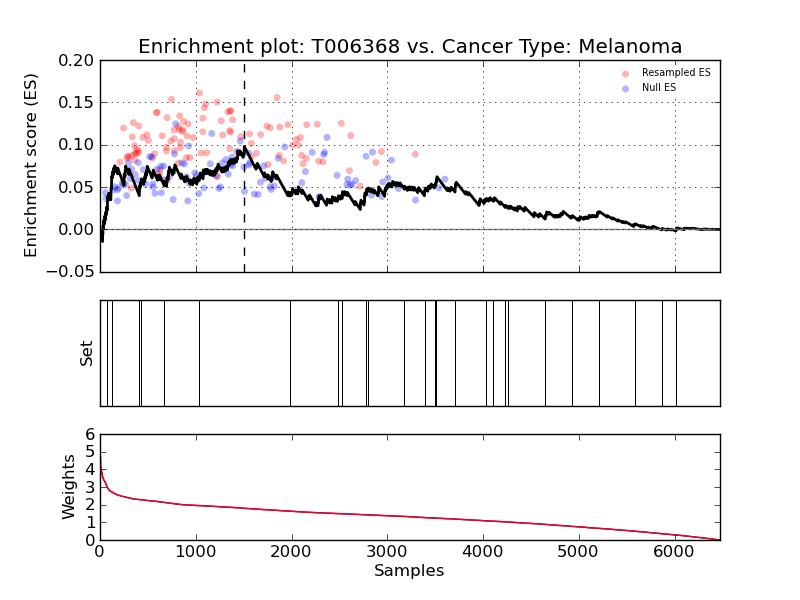 Enrichment plot: T006368 vs. Cancer Type: Melanoma
Enrichment score (ES)
0.20
0.15
0.10
0.05
0.00
−0.05
Resampled ES
Null ES
Set
Weights
6
5
4
3
2
1
0
0 1000 2000 3000 4000 5000 6000
Samples